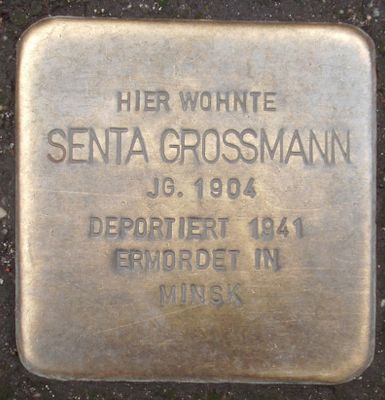 HIER WOHNTE
SENTA GROSSMANN
JG. 1904
DEPORTIERT 1941
ERMORDET IN
MINSK